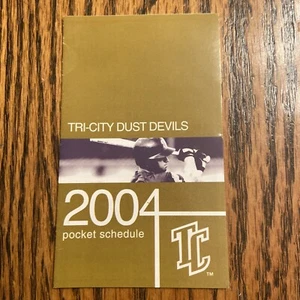 TRI-CITY DUST DEVILS
2004
pocket schedule
TC
TM